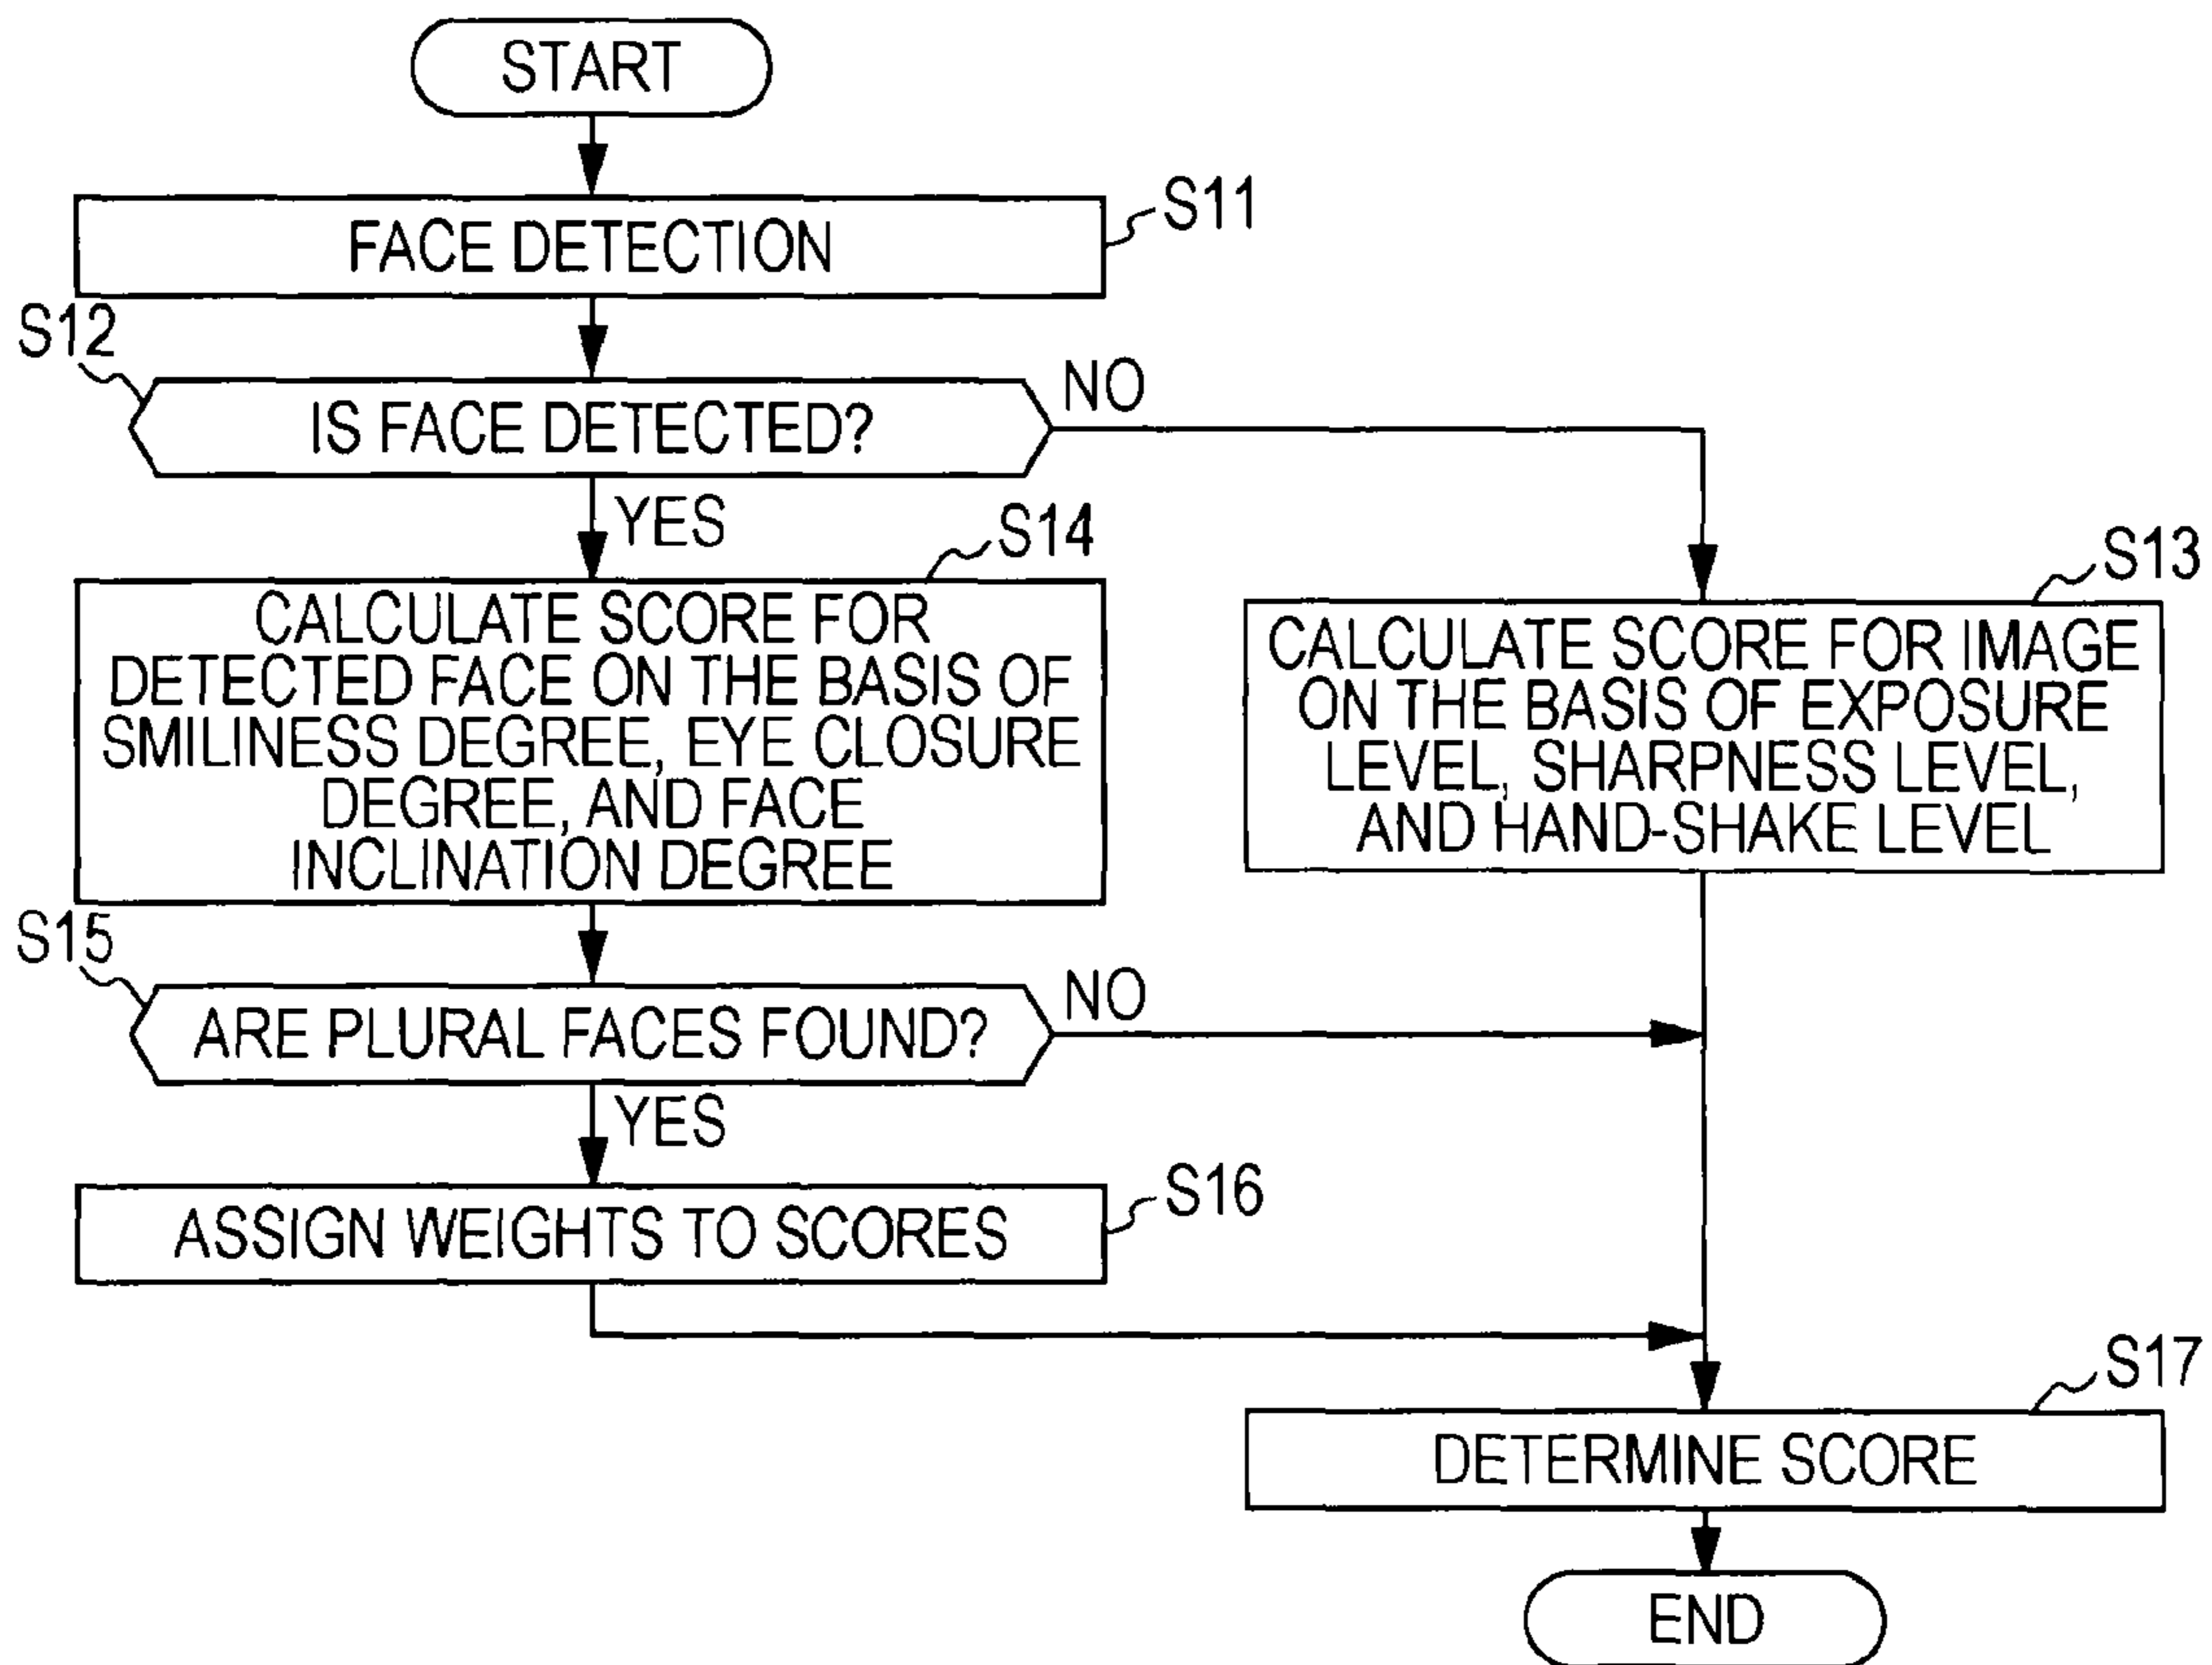 START
FACE DETECTION
S11
S12
IS FACE DETECTED?
NO
YES
S14
CALCULATE SCORE FOR
DETECTED FACE ON THE BASIS OF
SMILINESS DEGREE, EYE CLOSURE
DEGREE, AND FACE
INCLINATION DEGREE
S13
CALCULATE SCORE FOR IMAGE
ON THE BASIS OF EXPOSURE
LEVEL, SHARPNESS LEVEL,
AND HAND-SHAKE LEVEL
S15
ARE PLURAL FACES FOUND?
NO
YES
S16
ASSIGN WEIGHTS TO SCORES
S17
DETERMINE SCORE
END